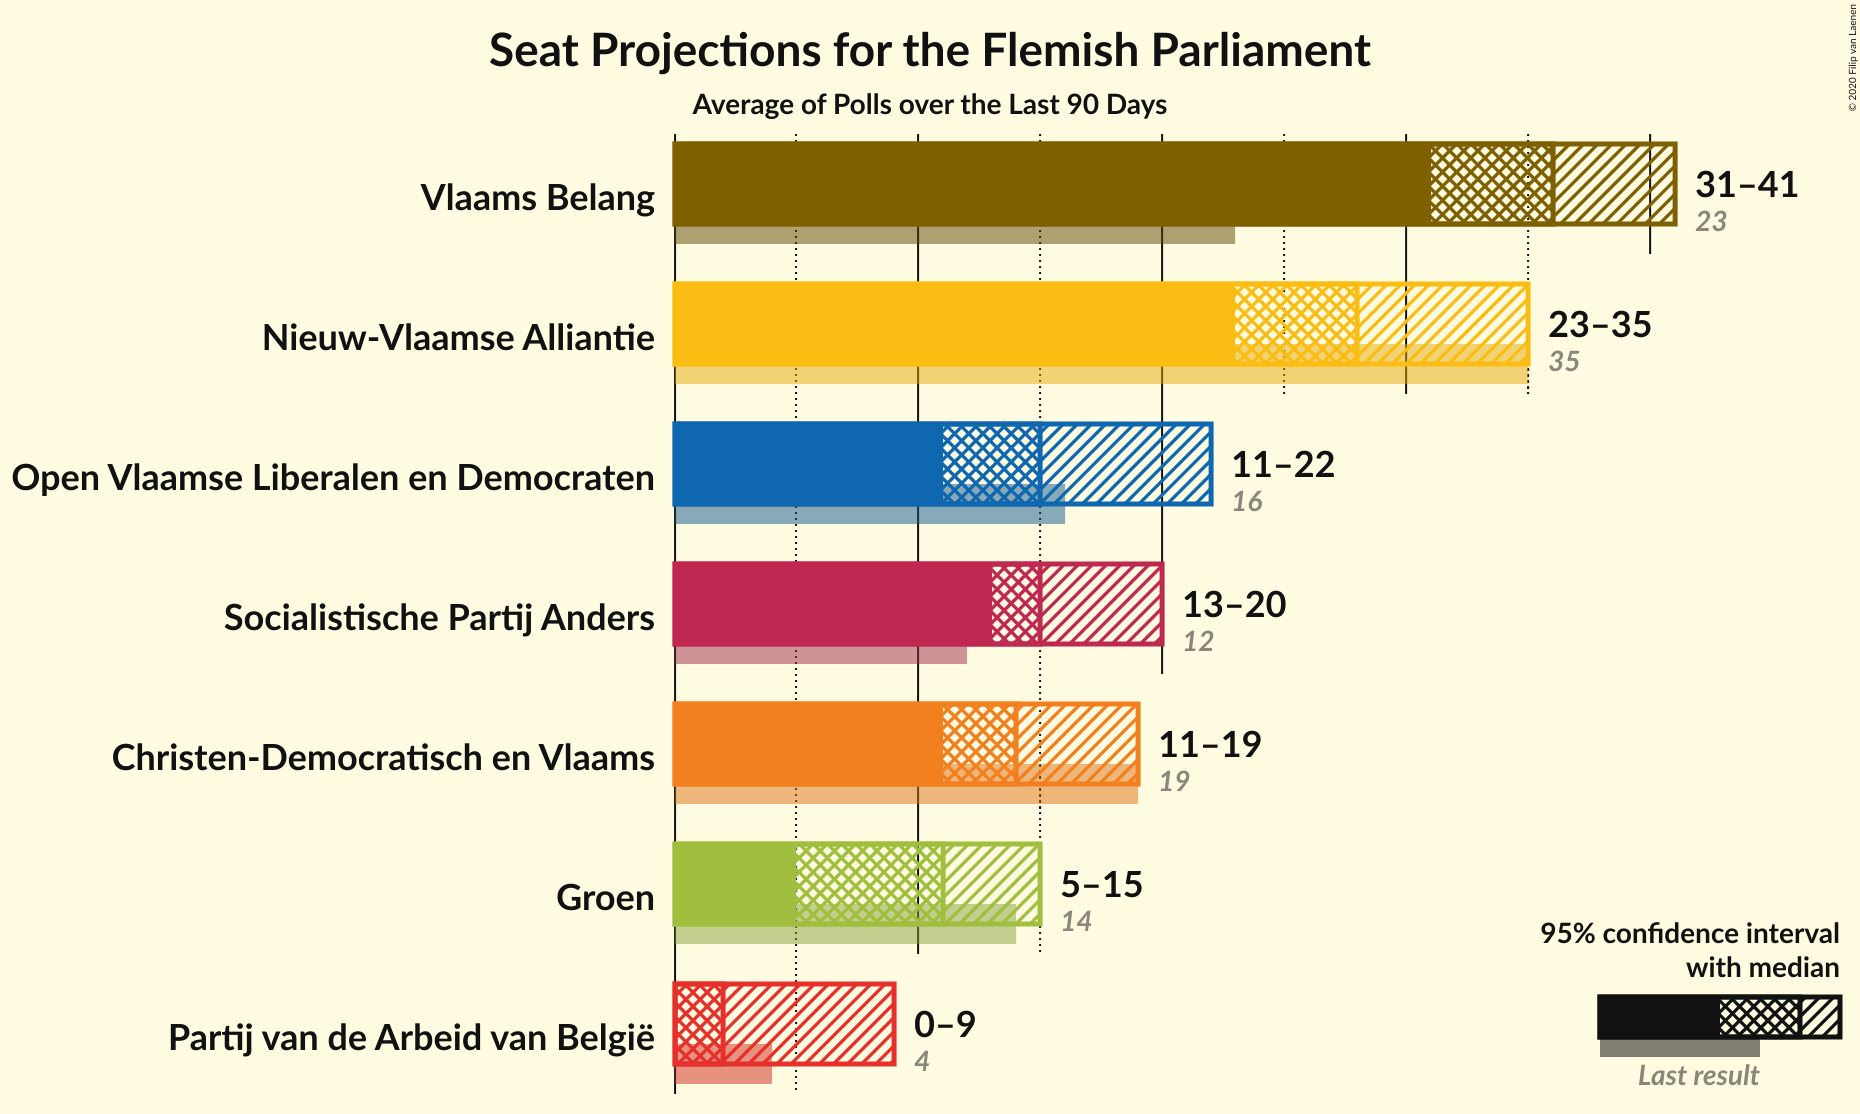 Seat Projections for the Flemish Parliament
Average of Polls over the Last 90 Days
© 2020 Filip van Laenen
Vlaams Belang
31–41
23
Nieuw-Vlaamse Alliantie
23–35
35
Open Vlaamse Liberalen en Democraten
11–22
16
Socialistische Partij Anders
13–20
12
Christen-Democratisch en Vlaams
11–19
19
Groen
5–15
14
Partij van de Arbeid van België
0–9
4
95% confidence interval
with median
Last result